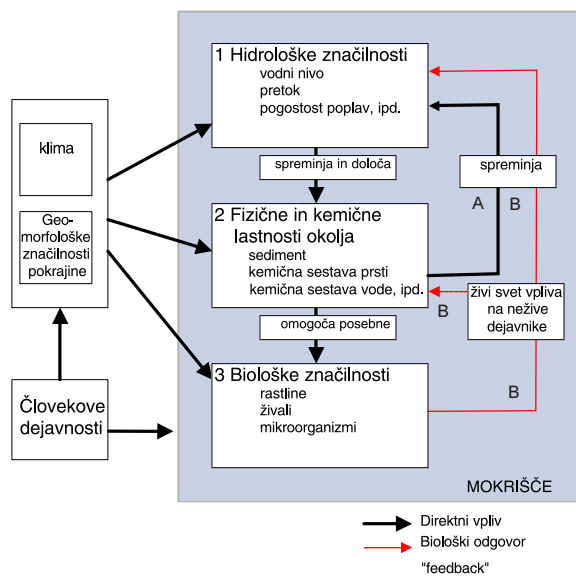 1 Hidrološke značilnosti
vodni nivo
pretok
pogostost poplav, ipd.
klima
Geo-
morfološke
značilnosti
pokrajine
spreminja in določa
spreminja
A
B
2 Fizične in kemične
lastnosti okolja
sediment
kemična sestava prsti
kemična sestava vode, ipd.
živi svet vpliva
na nežive
dejavnike
B
omogoča posebne
3 Biološke značilnosti
rastline
živali
mikroorganizmi
B
Človekove
dejavnosti
MOKRIŠČE
Direktni vpliv
Biološki odgovor
"feedback"